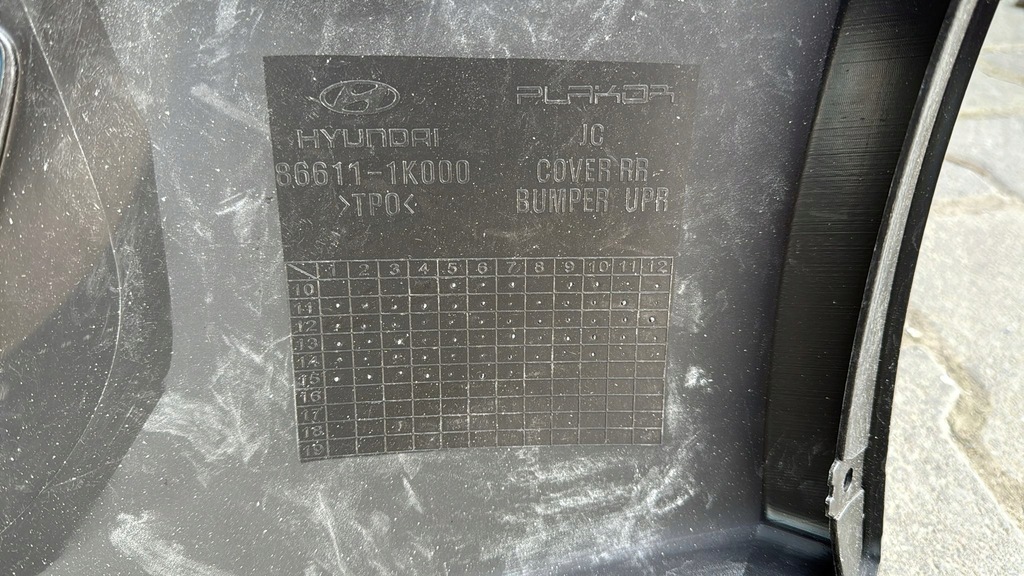 HYUNDAI
86611-1K000
>TPO<
PLAKOR
JC
COVER RR
BUMPER UPR
1 2 3 4 5 6 7 8 9 10 11 12
10
11
12
13
14
15
16
17
18
19